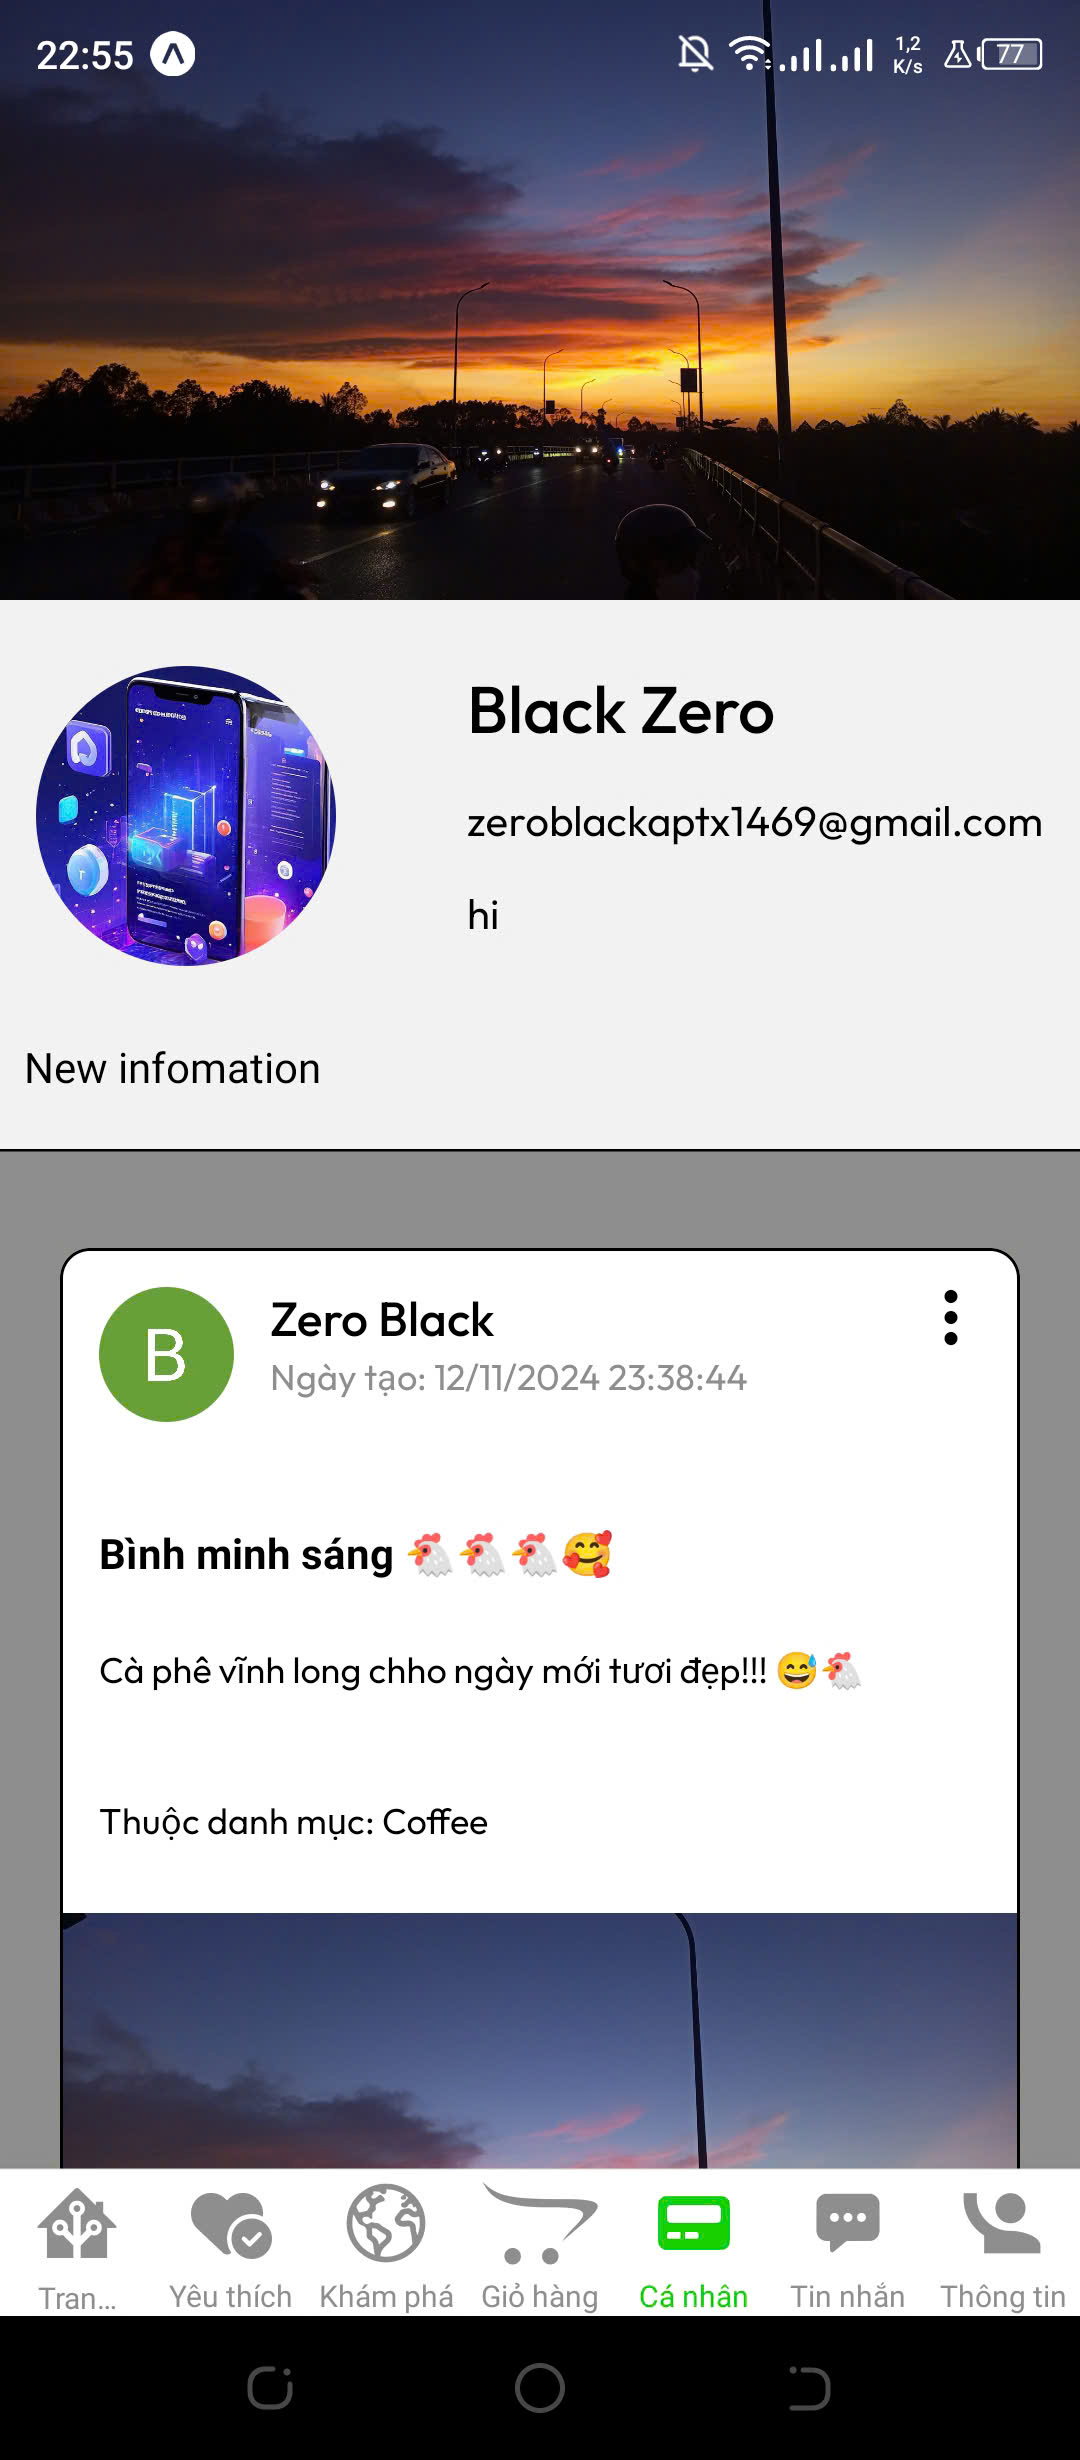 22:55
1,2
K/s
77
Black Zero
zeroblackaptx1469@gmail.com
hi
New infomation
B
Zero Black
Ngày tạo: 12/11/2024 23:38:44
Bình minh sáng 🐔🐔🐔🥰
Cà phê vĩnh long chho ngày mới tươi đẹp!!! 😅🐔
Thuộc danh mục: Coffee
Tran...
Yêu thích
Khám phá
Giỏ hàng
Cá nhân
Tin nhắn
Thông tin